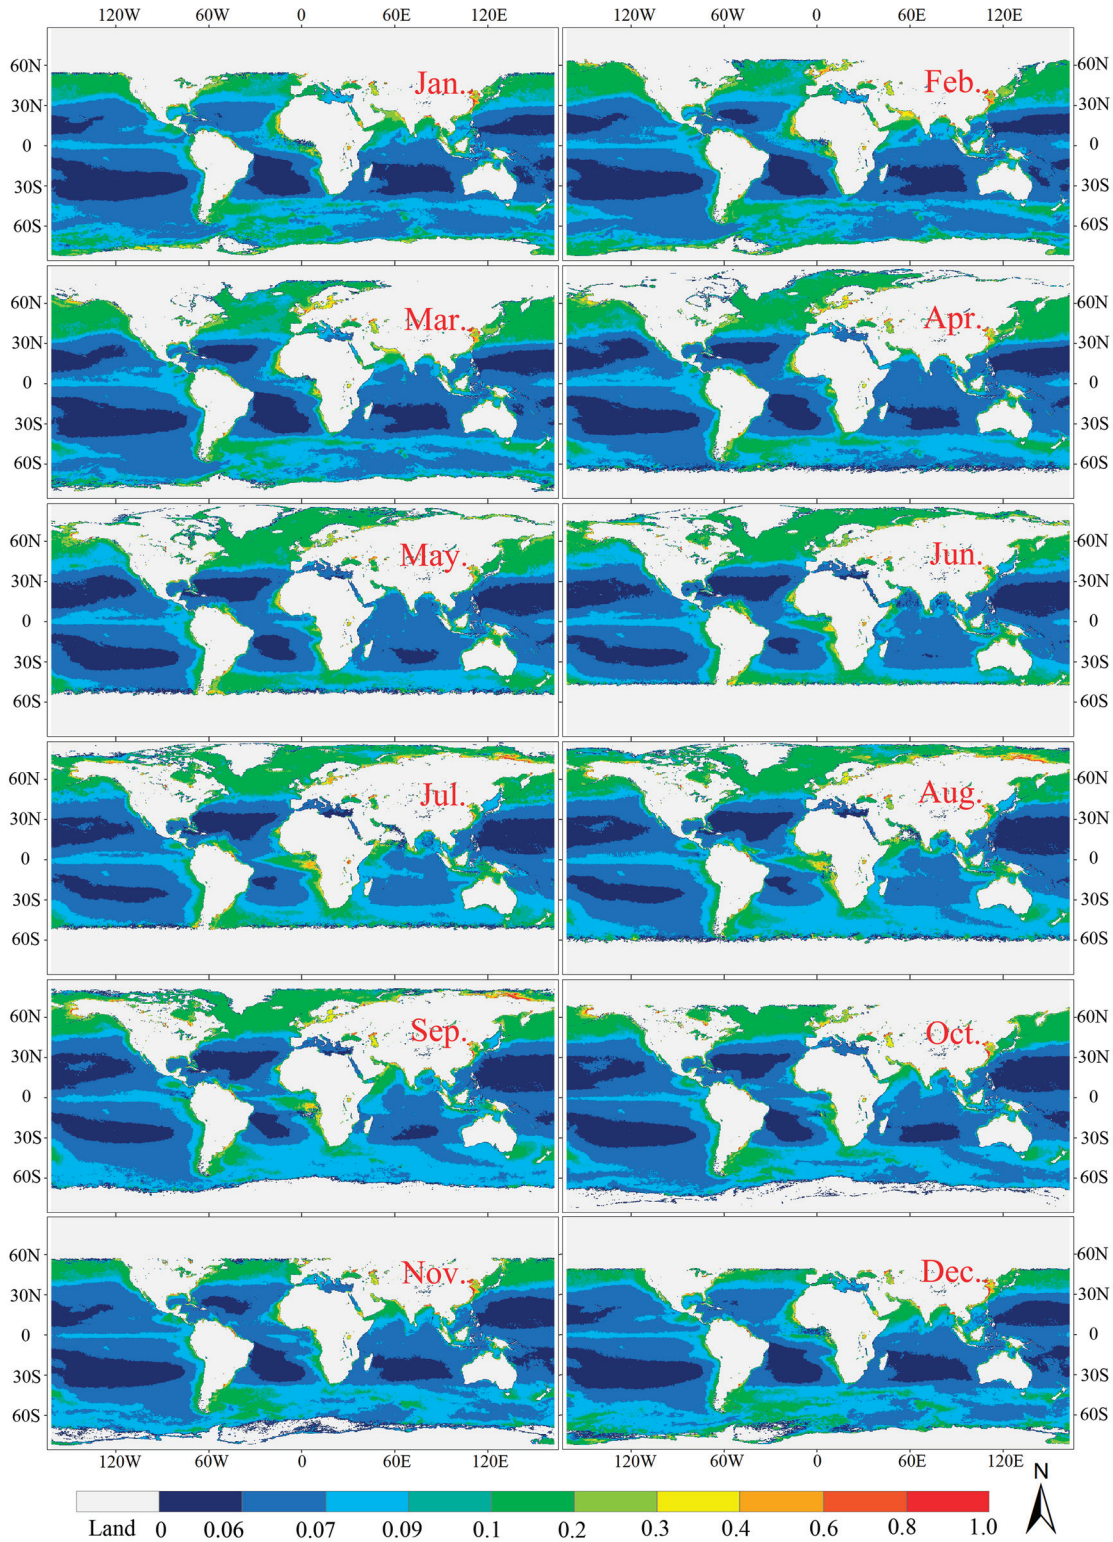 120W 60W 0 60E 120E 120W 60W 0 60E 120E
60N Jan. Feb. 60N
30N 30N
0 0
30S 30S
60S 60S
60N Mar. Apr. 60N
30N 30N
0 0
30S 30S
60S 60S
60N May. Jun. 60N
30N 30N
0 0
30S 30S
60S 60S
60N Jul. Aug. 60N
30N 30N
0 0
30S 30S
60S 60S
60N Sep. Oct. 60N
30N 30N
0 0
30S 30S
60S 60S
60N Nov. Dec. 60N
30N 30N
0 0
30S 30S
60S 60S
120W 60W 0 60E 120E 120W 60W 0 60E 120E
N
Land 0 0.06 0.07 0.09 0.1 0.2 0.3 0.4 0.6 0.8 1.0